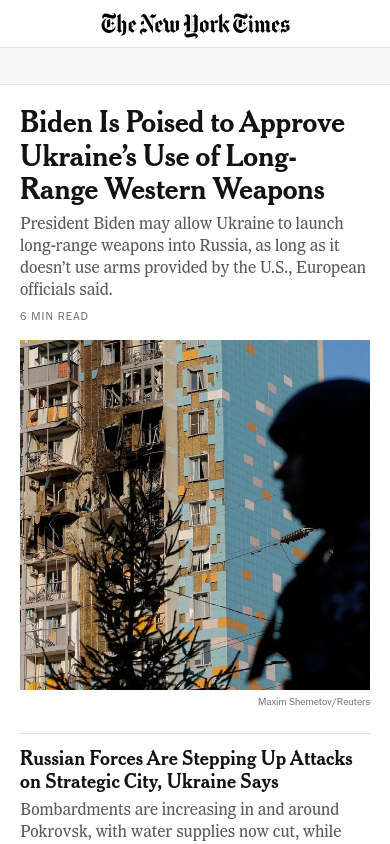 The New York Times
Biden Is Poised to Approve
Ukraine’s Use of Long-
Range Western Weapons
President Biden may allow Ukraine to launch
long-range weapons into Russia, as long as it
doesn’t use arms provided by the U.S., European
officials said.
6 MIN READ
Maxim Shemetov/Reuters
Russian Forces Are Stepping Up Attacks
on Strategic City, Ukraine Says
Bombardments are increasing in and around
Pokrovsk, with water supplies now cut, while